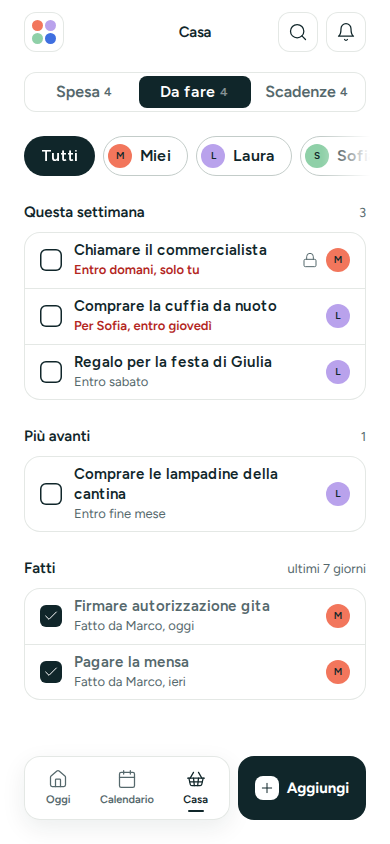 Casa
Spesa 4
Da fare 4
Scadenze 4
Tutti
M Miei
L Laura
S Sofi
Questa settimana 3
Chiamare il commercialista
Entro domani, solo tu
M
Comprare la cuffia da nuoto
Per Sofia, entro giovedì
L
Regalo per la festa di Giulia
Entro sabato
L
Più avanti 1
Comprare le lampadine della
cantina
Entro fine mese
L
Fatti ultimi 7 giorni
Firmare autorizzazione gita
Fatto da Marco, oggi
M
Pagare la mensa
Fatto da Marco, ieri
M
Oggi
Calendario
Casa
Aggiungi